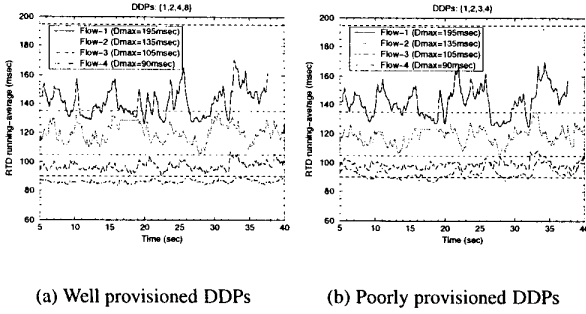 DDPs: {1,2,4,8}
200
180
160
140
120
100
80
60
RTD running-average (msec)
Flow-1 (Dmax=195msec)
Flow-2 (Dmax=135msec)
Flow-3 (Dmax=105msec)
Flow-4 (Dmax=90msec)
5 10 15 20 25 30 35 40
Time (sec)
(a) Well provisioned DDPs
DDPs: {1,2,3,4}
200
180
160
140
120
100
80
60
RTD running-average (msec)
Flow-1 (Dmax=195msec)
Flow-2 (Dmax=135msec)
Flow-3 (Dmax=105msec)
Flow-4 (Dmax=90msec)
5 10 15 20 25 30 35 40
Time (sec)
(b) Poorly provisioned DDPs